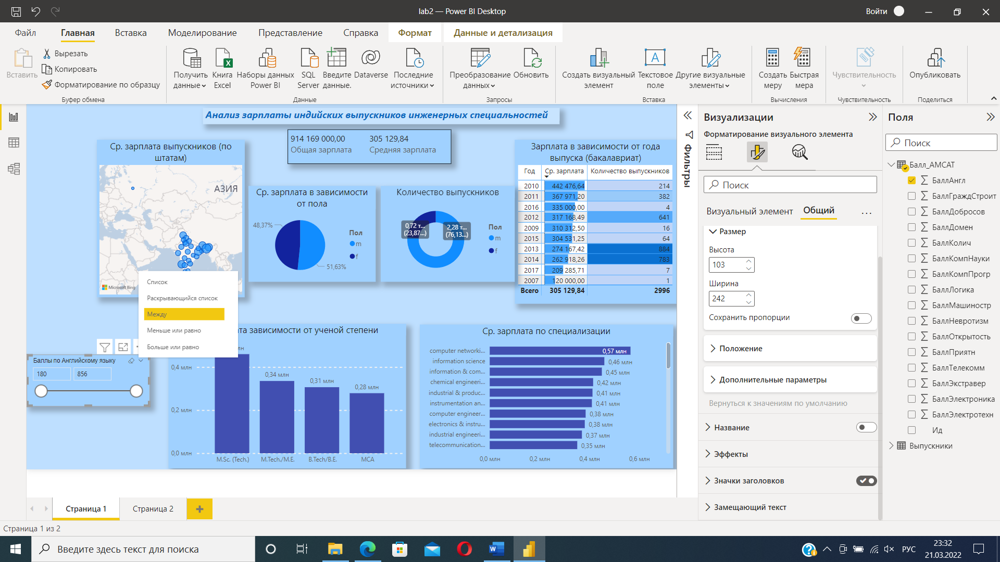 lab2 — Power BI Desktop
Войти
Файл
Главная
Вставка
Моделирование
Представление
Справка
Формат
Данные и детализация
Вставить
Вырезать
Копировать
Форматирование по образцу
Буфер обмена
Получить данные
Книга Excel
Наборы данных Power BI
SQL Server
Введите данные.
Dataverse
Последние источники
Данные
Преобразование данных
Обновить
Запросы
Создать визуальный элемент
Текстовое поле
Другие визуальные элементы
Вставка
Создать меру
Быстрая мера
Вычисления
Чувствительность
Чувствительность
Опубликовать
Поделиться
Анализ зарплаты индийских выпускников инженерных специальностей
914 169 000,00
Общая зарплата
305 129,84
Средняя зарплата
Ср. зарплата выпускников (по
штатам)
АЗИЯ
Microsoft Bing
Ср. зарплата в зависимости
от пола
48,37%
51,63%
Пол
m
f
Количество выпускников
0,72 т...
(23,87...)
2,28 т...
(76,13...)
Пол
m
f
Зарплата в зависимости от года
выпуска (бакалавриат)
Год Ср. зарплата Количество выпускников
2010 442 476,64 214
2011 367 971,20 382
2016 335 000,00 4
2012 317 168,49 641
2009 310 312,50 16
2015 304 531,25 64
2013 274 167,42 884
2014 262 918,26 783
2017 209 285,71 7
2007 120 000,00 1
Всего 305 129,84 2996
Список
Раскрывающийся список
Между
Меньше или равно
Больше или равно
Баллы по Английскому языку
180
856
зависимости от ученой степени
0,4 млн
0,2 млн
0,0 млн
0,34 млн
0,31 млн
0,28 млн
M.Sc. (Tech.)
M.Tech./M.E.
B.Tech/B.E.
MCA
Ср. зарплата по специализации
computer networki... 0,57 млн
information science 0,46 млн
information & com... 0,45 млн
chemical engineeri... 0,42 млн
industrial & produc... 0,41 млн
instrumentation an... 0,41 млн
computer engineer... 0,38 млн
electronics & instru... 0,38 млн
industrial engineeri... 0,37 млн
telecommunication... 0,35 млн
0,0 млн 0,2 млн 0,4 млн 0,6 млн
Фильтры
Визуализации
Форматирование визуального элемента
Поиск
Визуальный элемент
Общий
...
Размер
Высота
103
Ширина
242
Сохранить пропорции
Положение
Дополнительные параметры
Вернуться к значениям по умолчанию
Название
Эффекты
Значки заголовков
Замещающий текст
Поля
Поиск
Балл_АМСАТ
БаллАнгл
БаллГраждСтроит
БаллДобросов
БаллДомен
БаллКолич
БаллКомпНауки
БаллКомпПрогр
БаллЛогика
БаллМашиностр
БаллНевротизм
БаллОткрытость
БаллПриятн
БаллТелекомм
БаллЭкстравер
БаллЭлектроника
БаллЭлектротехн
Ид
Выпускники
Страница 1
Страница 2
Страница 1 из 2
Введите здесь текст для поиска
РУС
23:32
21.03.2022